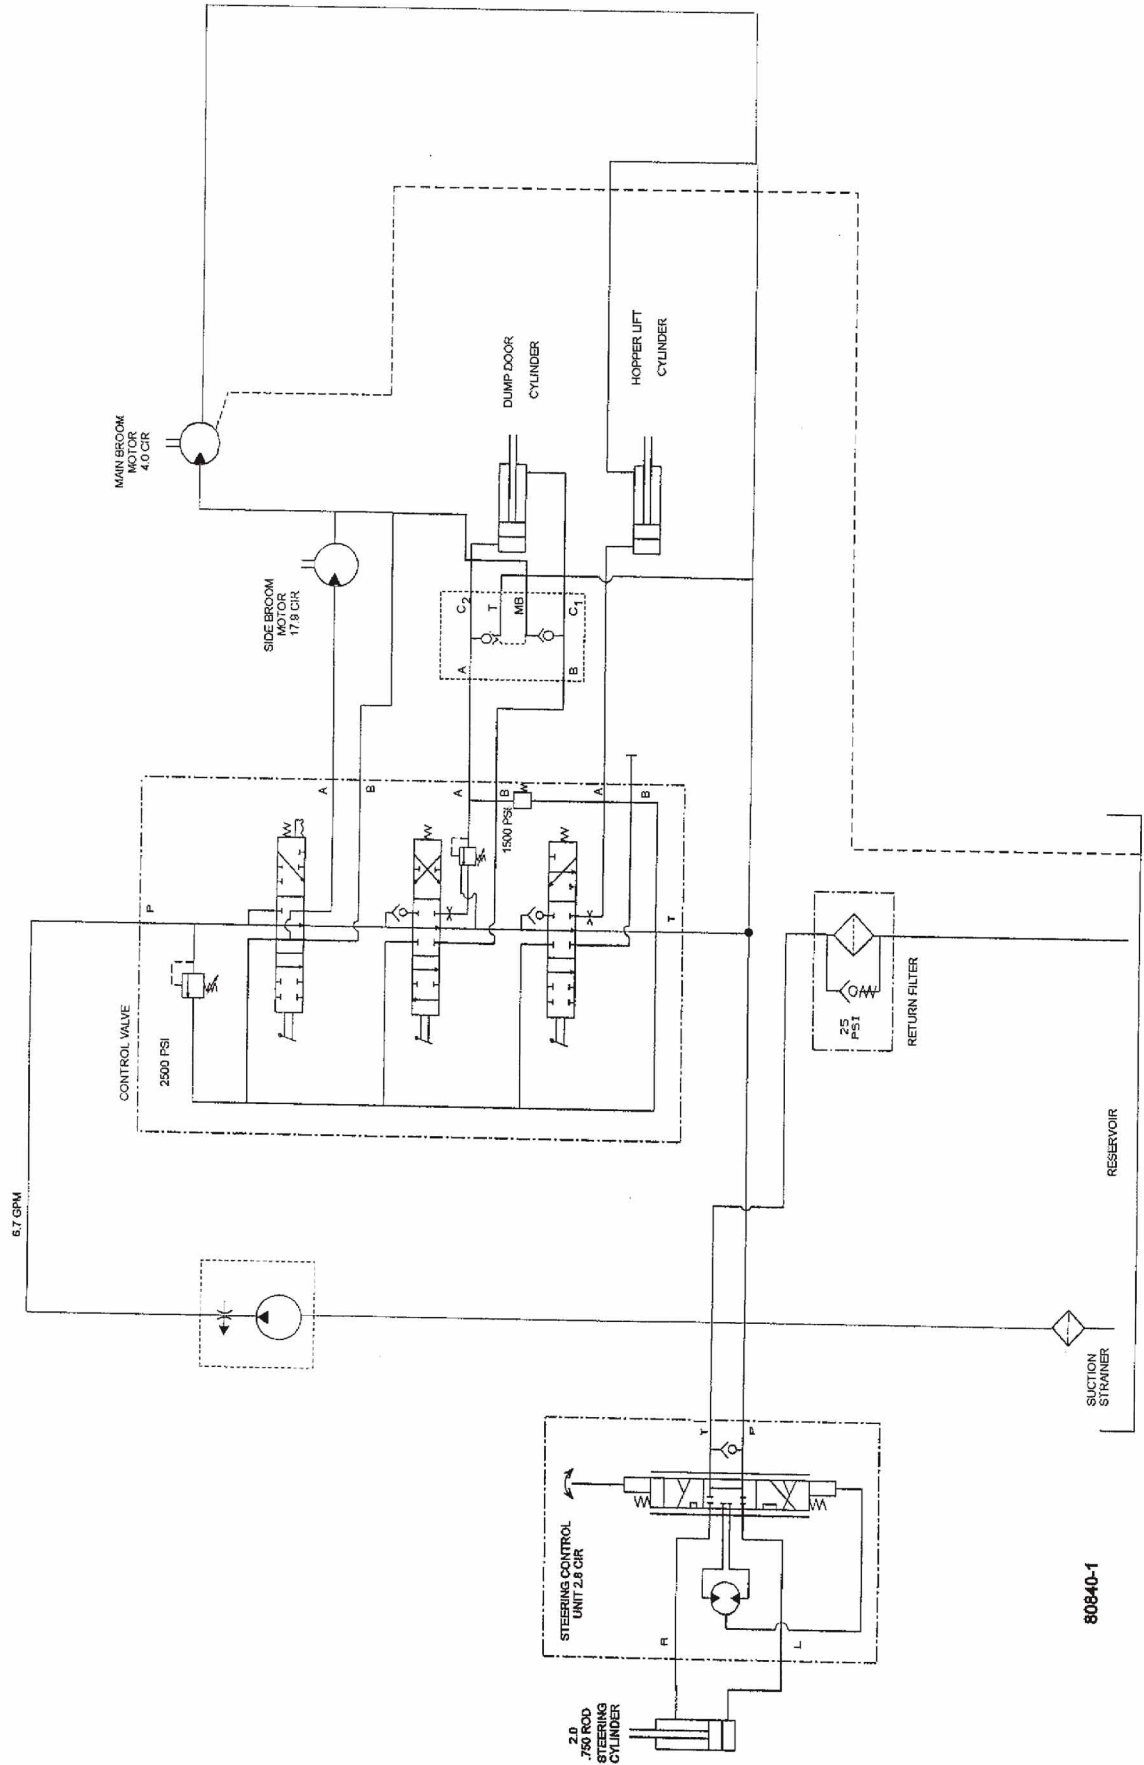 MAIN BROOM
MOTOR
4.0 CIR
SIDE BROOM
MOTOR
17.9 CIR
DUMP DOOR
CYLINDER
HOPPER LIFT
CYLINDER
C2
T
MB
C1
A
B
A
B
A
B
1500 PSI
A
B
P
T
CONTROL VALVE
2500 PSI
6.7 GPM
25
PSI
RETURN FILTER
RESERVOIR
SUCTION
STRAINER
STEERING CONTROL
UNIT 2.8 CIR
T
P
R
L
2.0
.750 ROD
STEERING
CYLINDER
80840-1